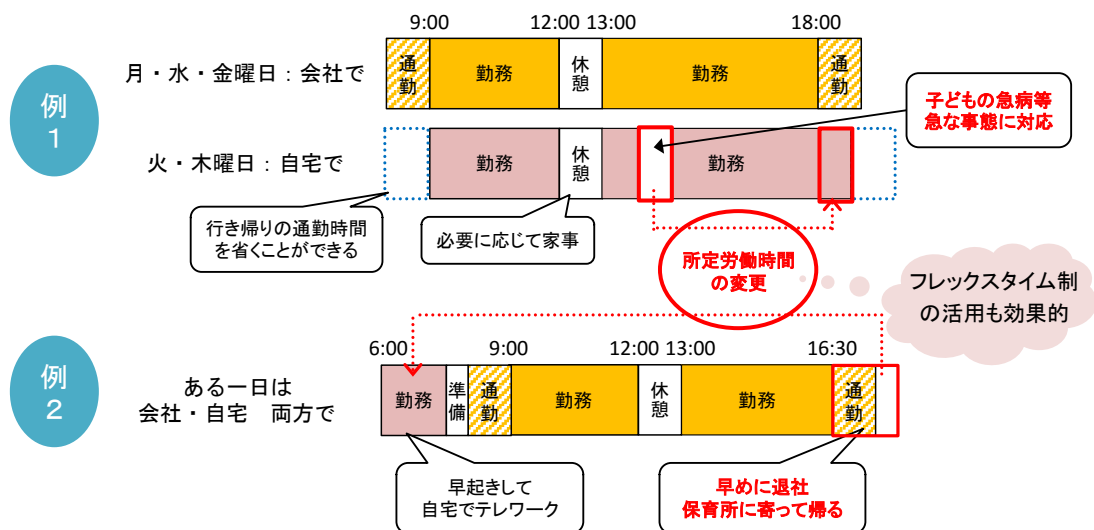 9:00 12:00 13:00 18:00
例
1
月・水・金曜日：会社で
通勤
勤務
休憩
勤務
通勤
子どもの急病等
急な事態に対応
火・木曜日：自宅で
勤務
休憩
勤務
行き帰りの通勤時間
を省くことができる
必要に応じて家事
所定労働時間
の変更
フレックスタイム制
の活用も効果的
6:00 9:00 12:00 13:00 16:30
例
2
ある一日は
会社・自宅　両方で
勤務
準備
通勤
勤務
休憩
勤務
通勤
早起きして
自宅でテレワーク
早めに退社
保育所に寄って帰る